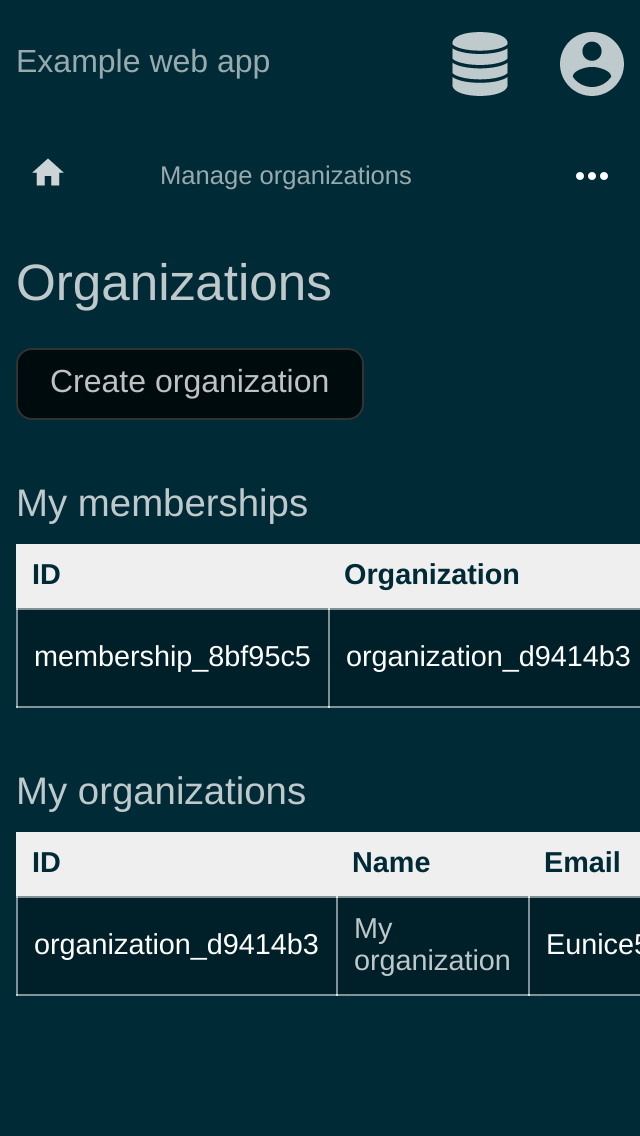 Example web app
Manage organizations
Organizations
Create organization
My memberships
ID Organization
membership_8bf95c5 organization_d9414b3
My organizations
ID Name Email
organization_d9414b3 My organization Eunice5